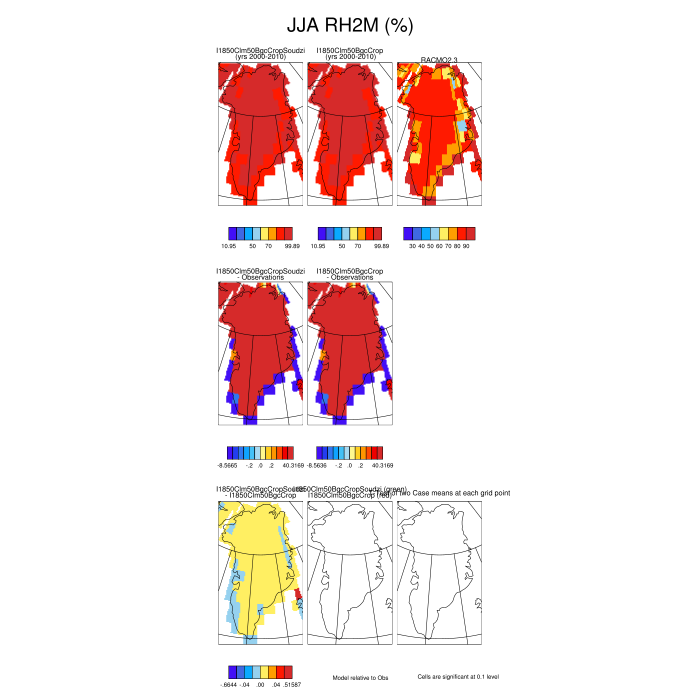 JJA RH2M (%)
I1850Clm50BgcCropSoudzi
(yrs 2000-2010)
I1850Clm50BgcCrop
(yrs 2000-2010)
RACMO2.3
10.95 50 70 99.89
10.95 50 70 99.89
30 40 50 60 70 80 90
I1850Clm50BgcCropSoudzi
- Observations
I1850Clm50BgcCrop
- Observations
-8.5665 -.2 .0 .2 40.3169
-8.5636 -.2 .0 .2 40.3169
I1850Clm50BgcCropSoudzi
- I1850Clm50BgcCrop
I1850Clm50BgcCropSoudzi (green)
I1850Clm50BgcCrop (red)
of two Case means at each grid point
-.6644 -.04 .00 .04 .51587
Model relative to Obs
Cells are significant at 0.1 level